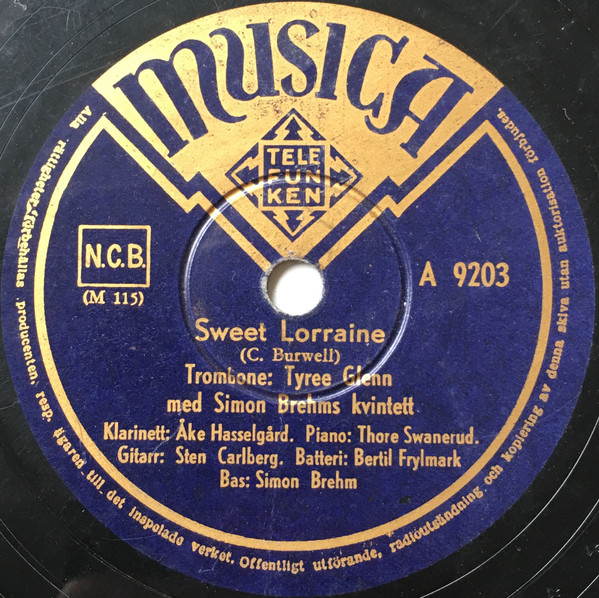 MUSICA
TELE
FUN
KEN
N.C.B.
(M 115)
A 9203
Sweet Lorraine
(C. Burwell)
Trombone: Tyree Glenn
med Simon Brehms kvintett
Klarinett: Åke Hasselgård. Piano: Thore Swanerud.
Gitarr: Sten Carlberg. Batteri: Bertil Frylmark
Bas: Simon Brehm
Alla rättigheter förbehållas producenten, resp. ägaren till det inspelade verket. Offentligt utförande, radioutsändning och kopiering av denna skiva utan auktorisation förbjudes.